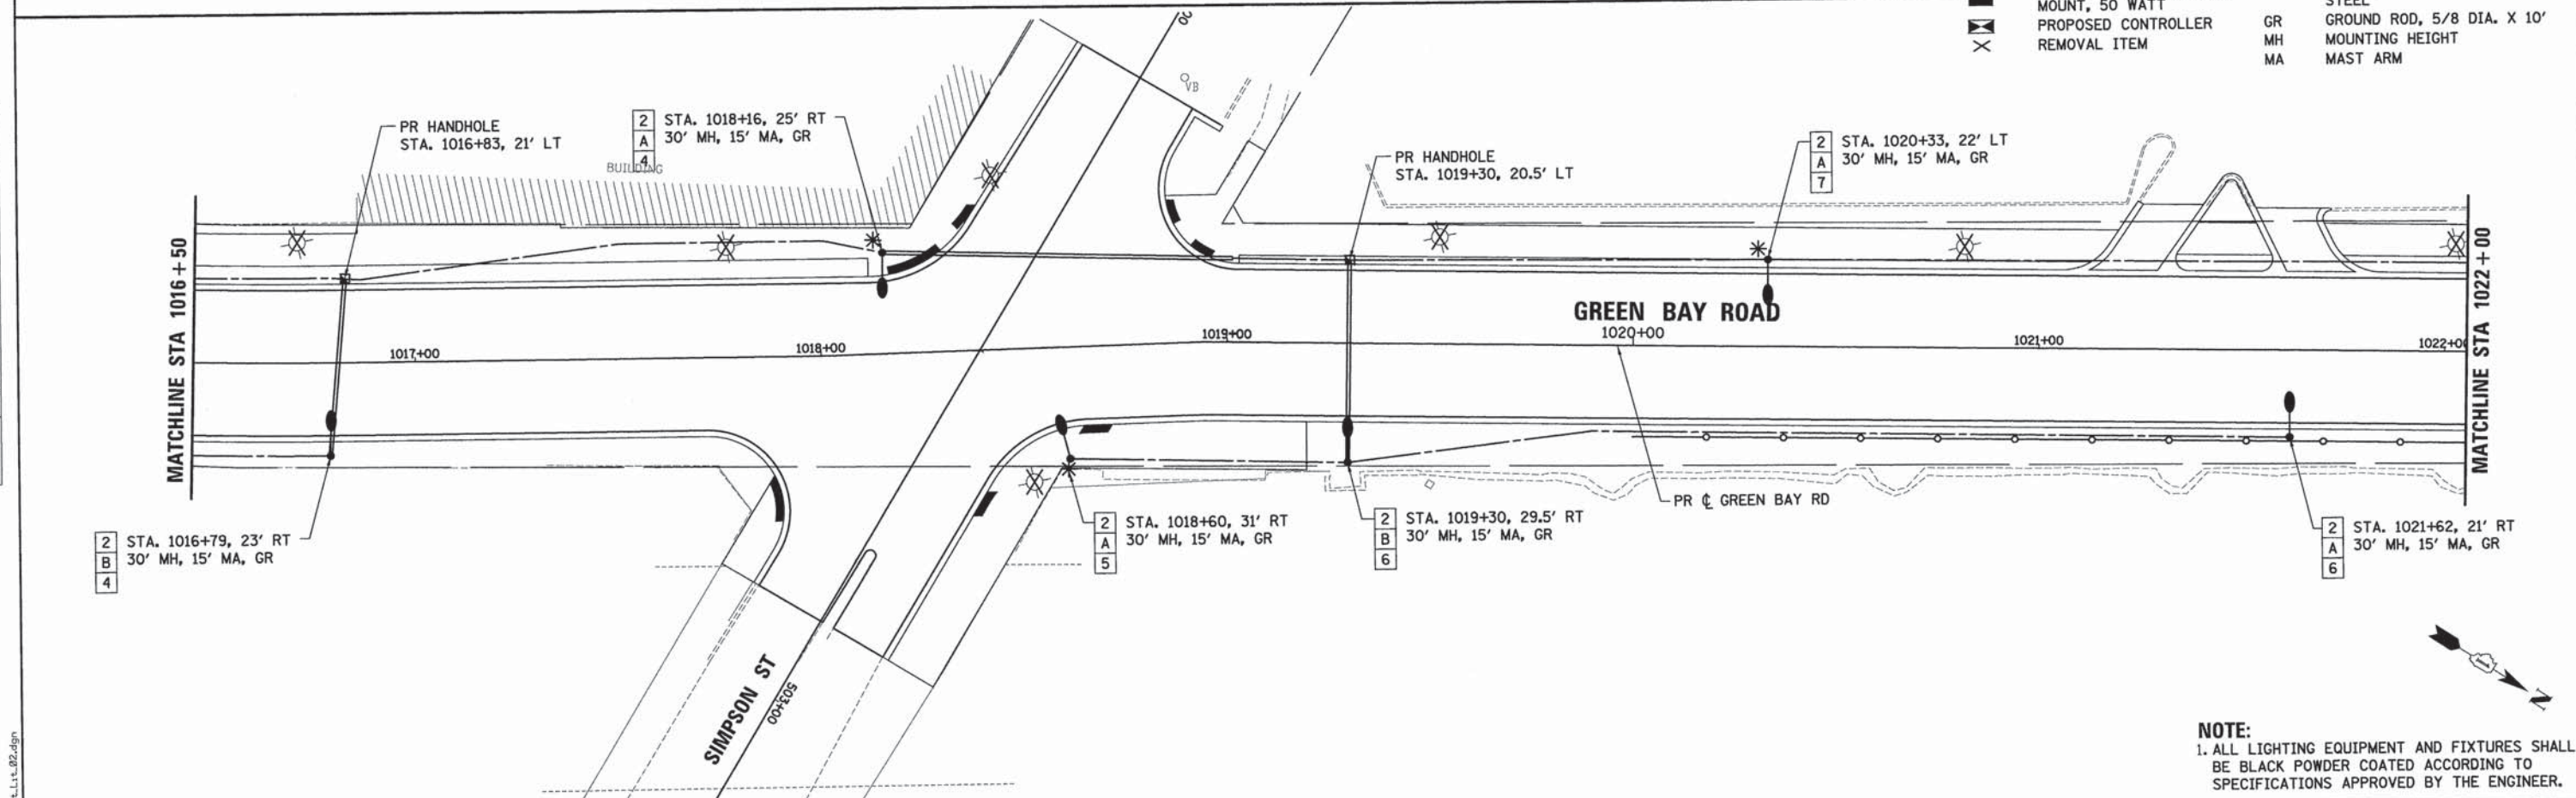 MOUNT, 50 WATT
STEEL
PROPOSED CONTROLLER
GR GROUND ROD, 5/8 DIA. X 10'
REMOVAL ITEM
MH MOUNTING HEIGHT
MA MAST ARM
VB
PR HANDHOLE
STA. 1016+83, 21' LT
2 STA. 1018+16, 25' RT
A 30' MH, 15' MA, GR
4
BUILDING
PR HANDHOLE
STA. 1019+30, 20.5' LT
2 STA. 1020+33, 22' LT
A 30' MH, 15' MA, GR
7
MATCHLINE STA 1016+50
MATCHLINE STA 1022+00
GREEN BAY ROAD
1017+00
1018+00
1019+00
1020+00
1021+00
1022+00
PR ℄ GREEN BAY RD
2 STA. 1016+79, 23' RT
B 30' MH, 15' MA, GR
4
2 STA. 1018+60, 31' RT
A 30' MH, 15' MA, GR
5
2 STA. 1019+30, 29.5' RT
B 30' MH, 15' MA, GR
6
2 STA. 1021+62, 21' RT
A 30' MH, 15' MA, GR
6
SIMPSON ST
503+00
N
NOTE:
1. ALL LIGHTING EQUIPMENT AND FIXTURES SHALL
BE BLACK POWDER COATED ACCORDING TO
SPECIFICATIONS APPROVED BY THE ENGINEER.